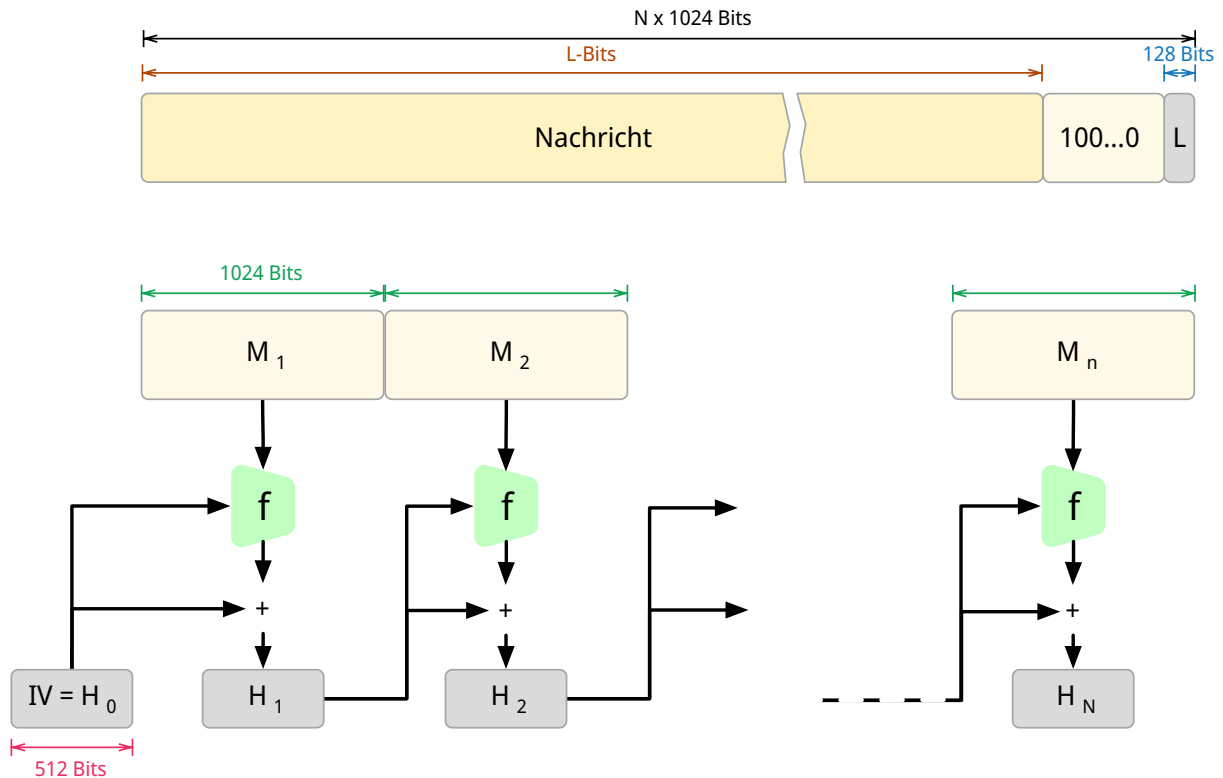 N x 1024 Bits
L-Bits
128 Bits
Nachricht
100...0
L
1024 Bits
M 1
M 2
M n
f
f
f
+
+
+
IV = H 0
H 1
H 2
H N
512 Bits